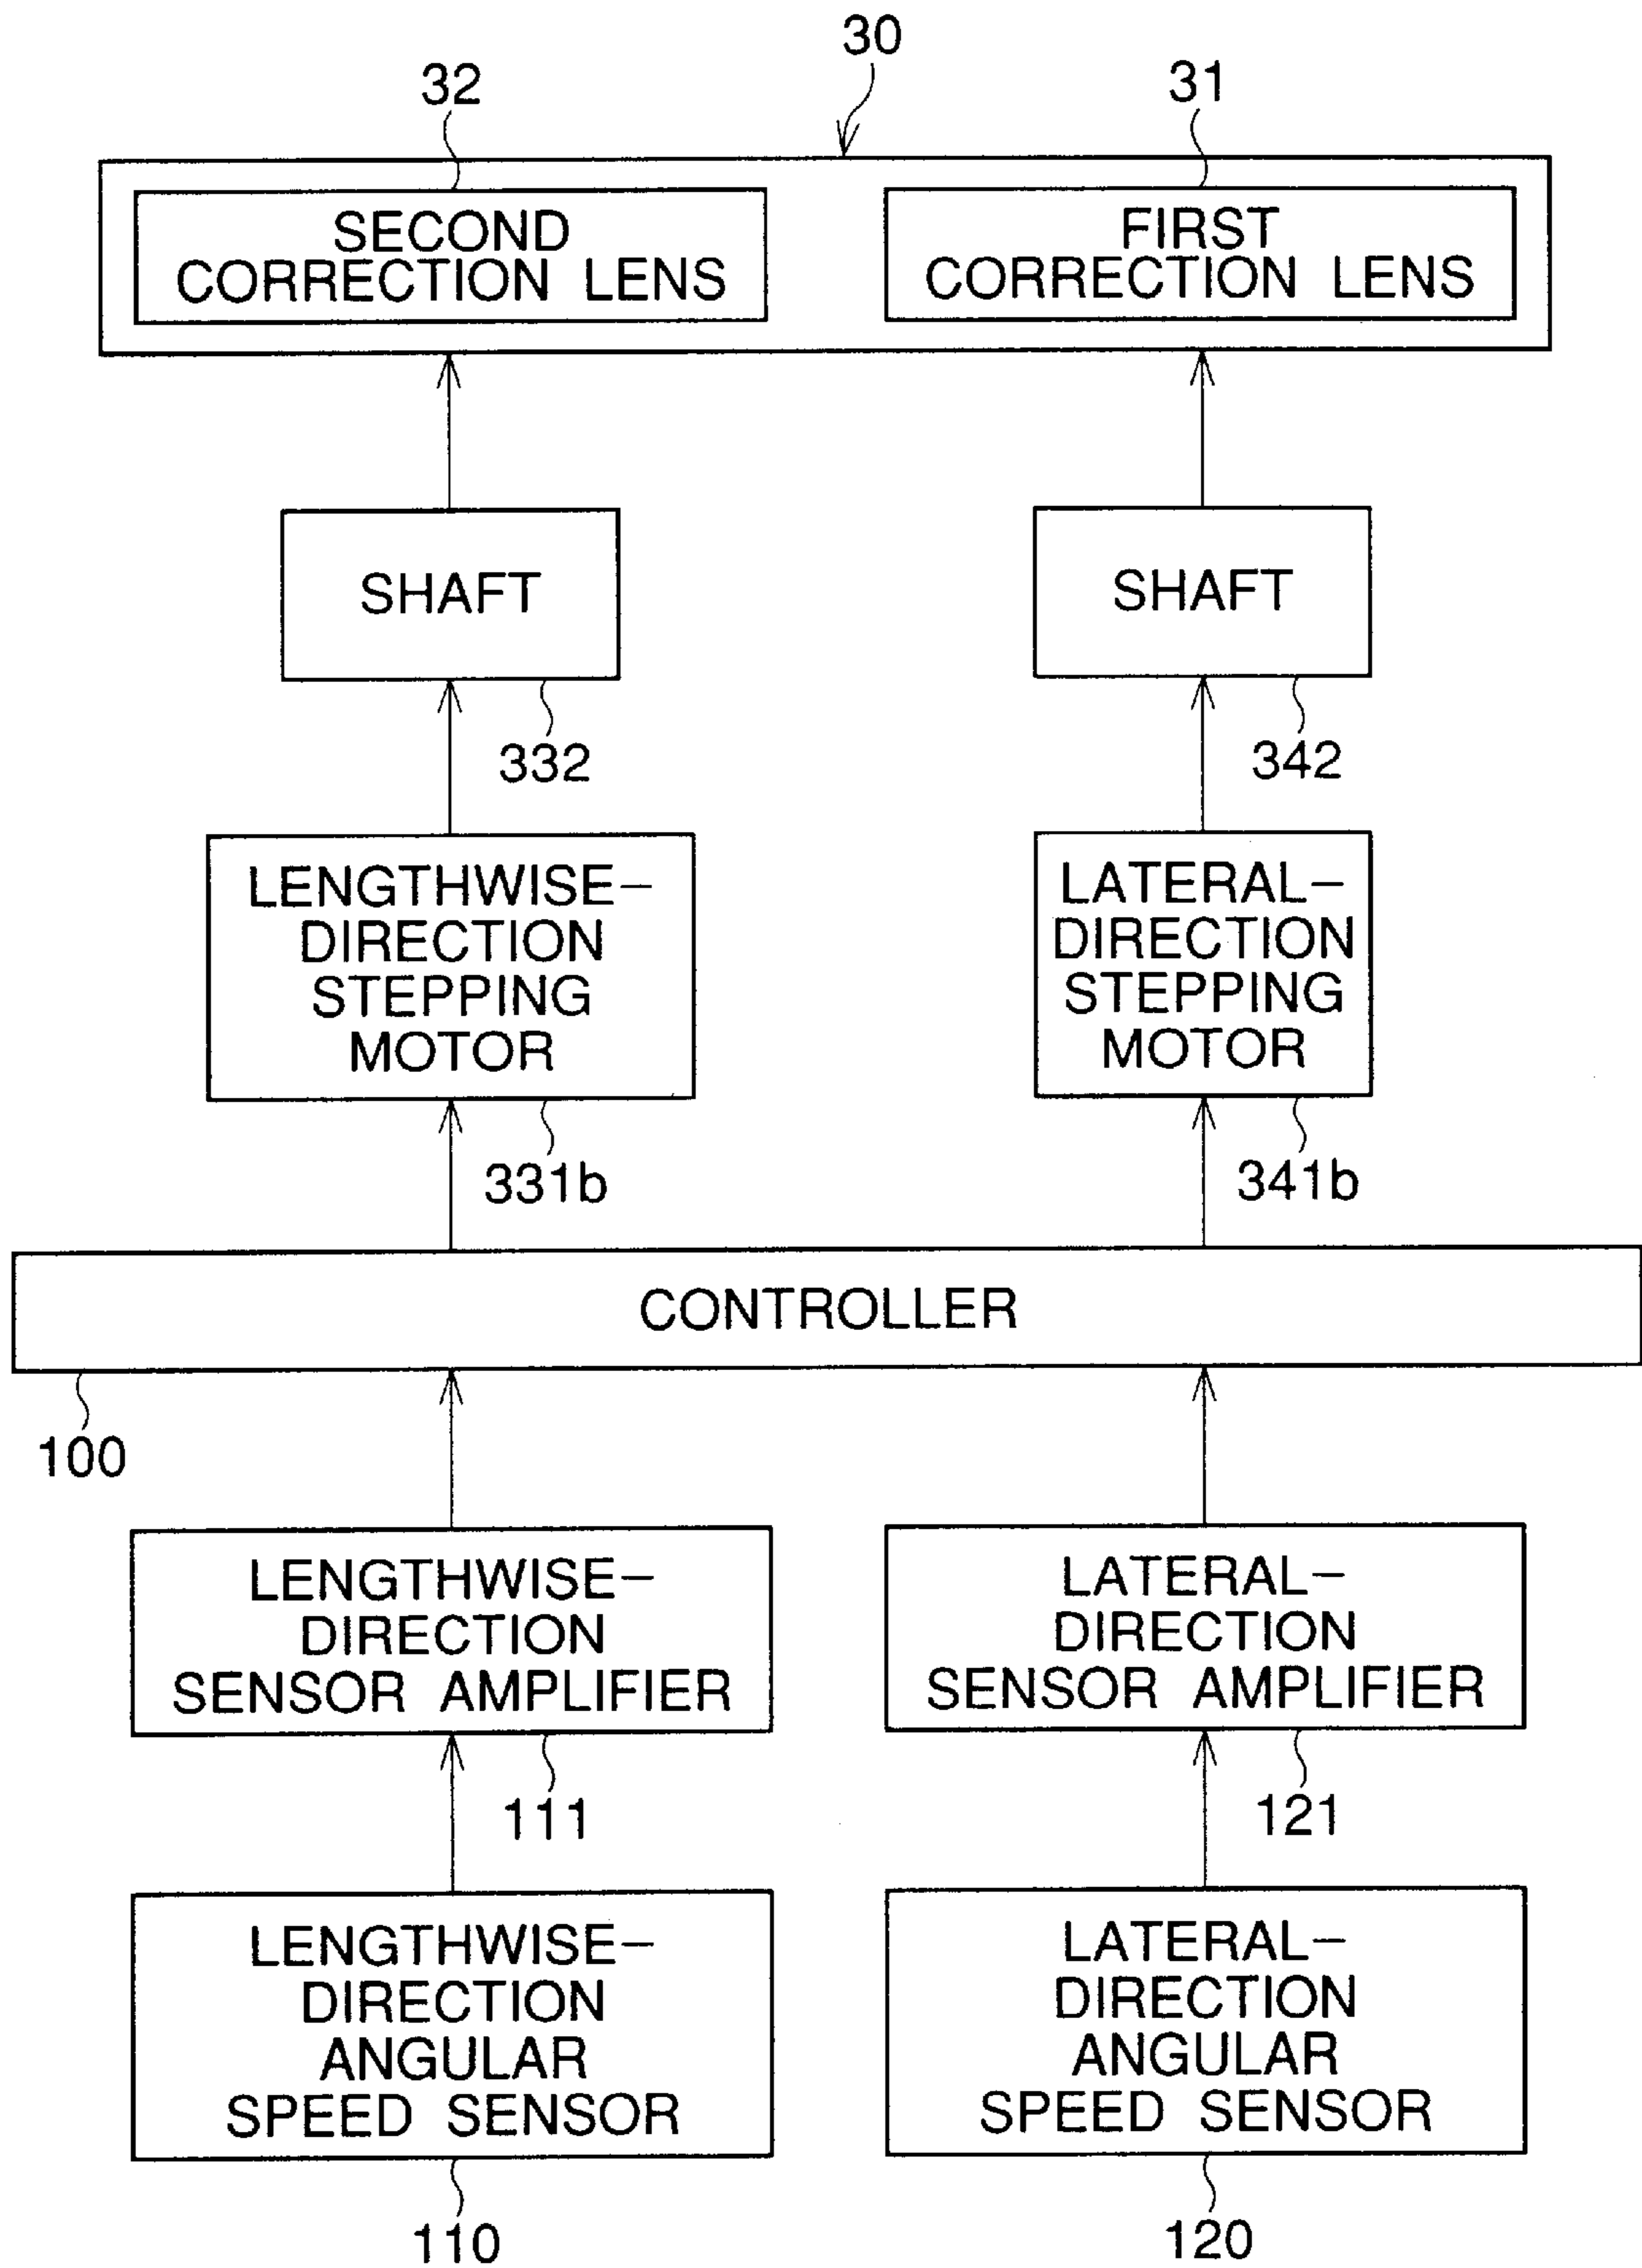 30
32
31
SECOND
CORRECTION LENS
FIRST
CORRECTION LENS
SHAFT
SHAFT
332
342
LENGTHWISE-
DIRECTION
STEPPING
MOTOR
LATERAL-
DIRECTION
STEPPING
MOTOR
331b
341b
CONTROLLER
100
LENGTHWISE-
DIRECTION
SENSOR AMPLIFIER
LATERAL-
DIRECTION
SENSOR AMPLIFIER
111
121
LENGTHWISE-
DIRECTION
ANGULAR
SPEED SENSOR
LATERAL-
DIRECTION
ANGULAR
SPEED SENSOR
110
120